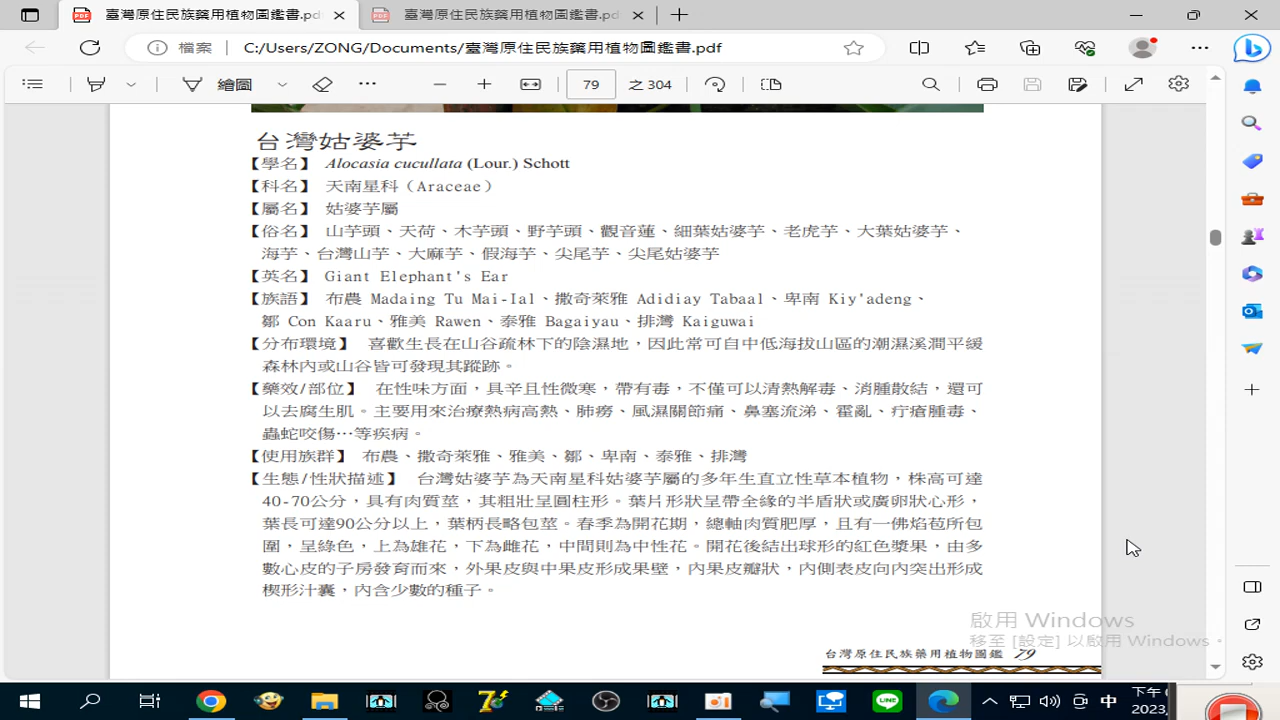 臺灣原住民族藥用植物圖鑑書.pdf
臺灣原住民族藥用植物圖鑑書.pdf
檔案
C:/Users/ZONG/Documents/臺灣原住民族藥用植物圖鑑書.pdf
繪圖
79 之 304
台灣姑婆芋
【學名】 Alocasia cucullata (Lour.) Schott
【科名】 天南星科（Araceae）
【屬名】 姑婆芋屬
【俗名】 山芋頭、天荷、木芋頭、野芋頭、觀音蓮、細葉姑婆芋、老虎芋、大葉姑婆芋、
海芋、台灣山芋、大麻芋、假海芋、尖尾芋、尖尾姑婆芋
【英名】 Giant Elephant's Ear
【族語】 布農 Madaing Tu Mai-Ial、撒奇萊雅 Adidiay Tabaal、卑南 Kiy'adeng、
鄒 Con Kaaru、雅美 Rawen、泰雅 Bagaiyau、排灣 Kaiguwai
【分布環境】 喜歡生長在山谷疏林下的陰濕地，因此常可自中低海拔山區的潮濕溪澗平緩
森林內或山谷皆可發現其蹤跡。
【藥效/部位】 在性味方面，具辛且性微寒，帶有毒，不僅可以清熱解毒、消腫散結，還可
以去腐生肌。主要用來治療熱病高熱、肺癆、風濕關節痛、鼻塞流涕、霍亂、疔瘡腫毒、
蟲蛇咬傷…等疾病。
【使用族群】 布農、撒奇萊雅、雅美、鄒、卑南、泰雅、排灣
【生態/性狀描述】 台灣姑婆芋為天南星科姑婆芋屬的多年生直立性草本植物，株高可達
40-70公分，具有肉質莖，其粗壯呈圓柱形。葉片形狀呈帶全緣的半盾狀或廣卵狀心形，
葉長可達90公分以上，葉柄長略包莖。春季為開花期，總軸肉質肥厚，且有一佛焰苞所包
圍，呈綠色，上為雄花，下為雌花，中間則為中性花。開花後結出球形的紅色漿果，由多
數心皮的子房發育而來，外果皮與中果皮形成果壁，內果皮瓣狀，內側表皮向內突出形成
楔形汁囊，內含少數的種子。
啟用 Windows
移至 [設定] 以啟用 Windows。
台灣原住民族藥用植物圖鑑 79
中
下午
2023,